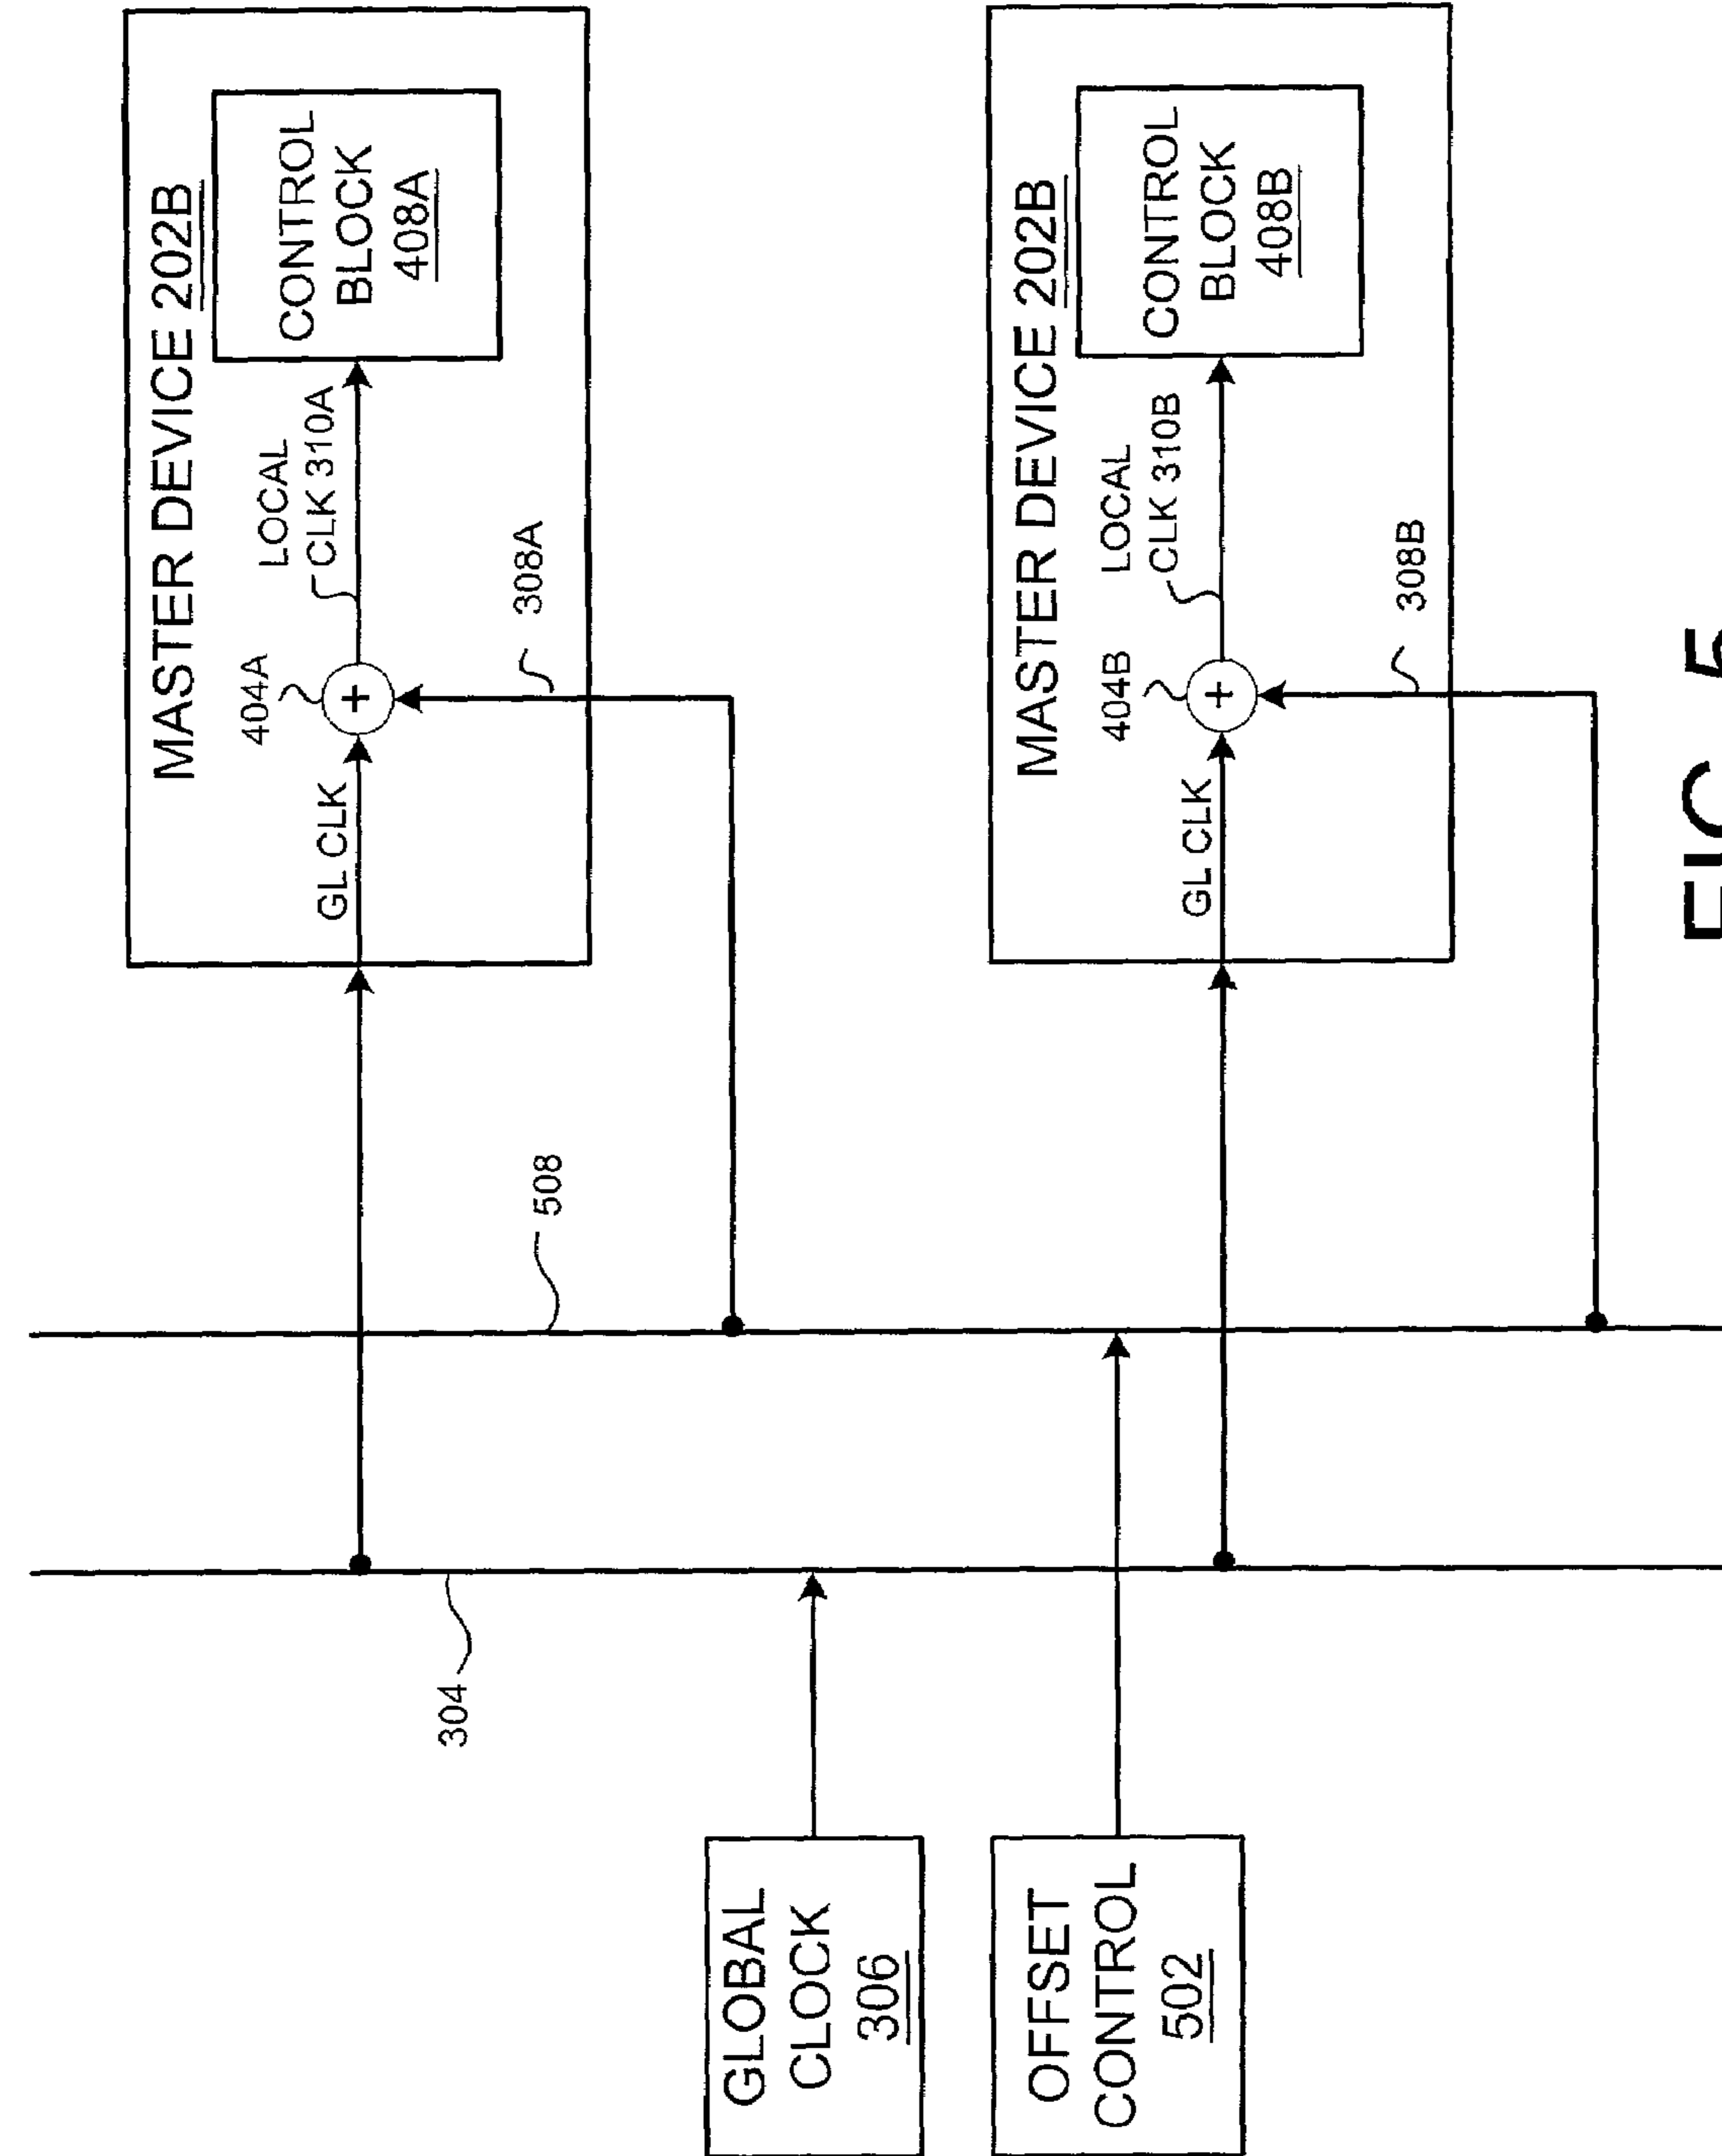 MASTER DEVICE 202B
404A
GL CLK
LOCAL
CLK 310A
CONTROL
BLOCK
408A
308A
508
304
GLOBAL
CLOCK
306
OFFSET
CONTROL
502
MASTER DEVICE 202B
404B
GL CLK
LOCAL
CLK 310B
CONTROL
BLOCK
408B
308B